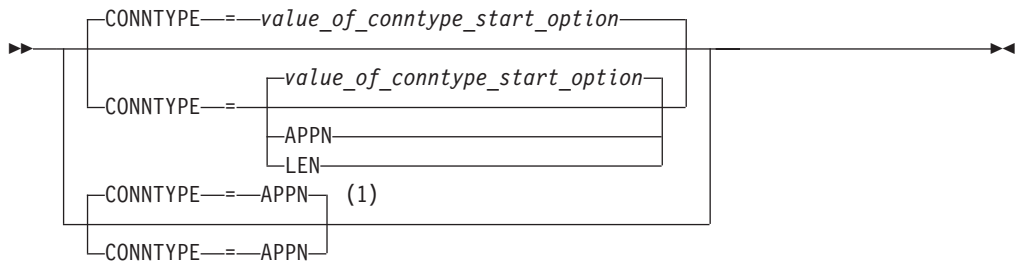 CONNTYPE = value_of_conntype_start_option
value_of_conntype_start_option
CONNTYPE =
APPN
LEN
CONNTYPE = APPN (1)
CONNTYPE = APPN